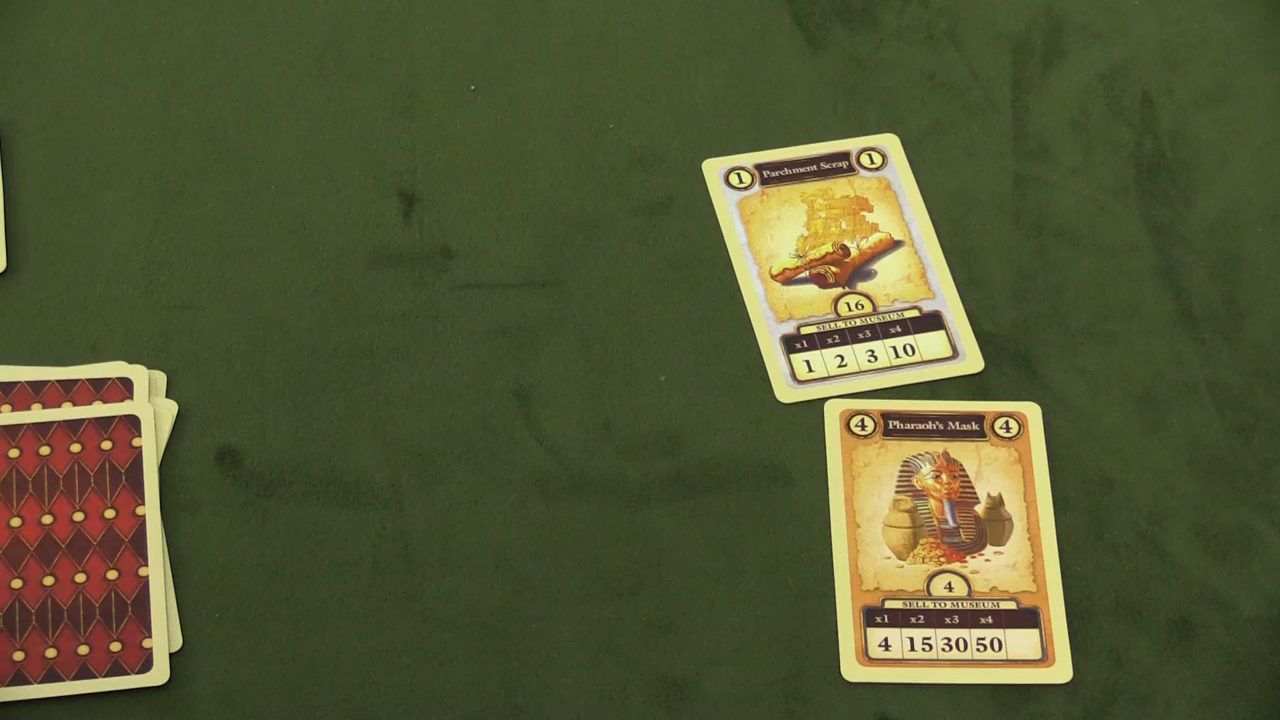 1 Parchment Scrap 1
16
SELL TO MUSEUM
x1 x2 x3 x4
1 2 3 10
4 Pharaoh's Mask 4
4
SELL TO MUSEUM
x1 x2 x3 x4
4 15 30 50